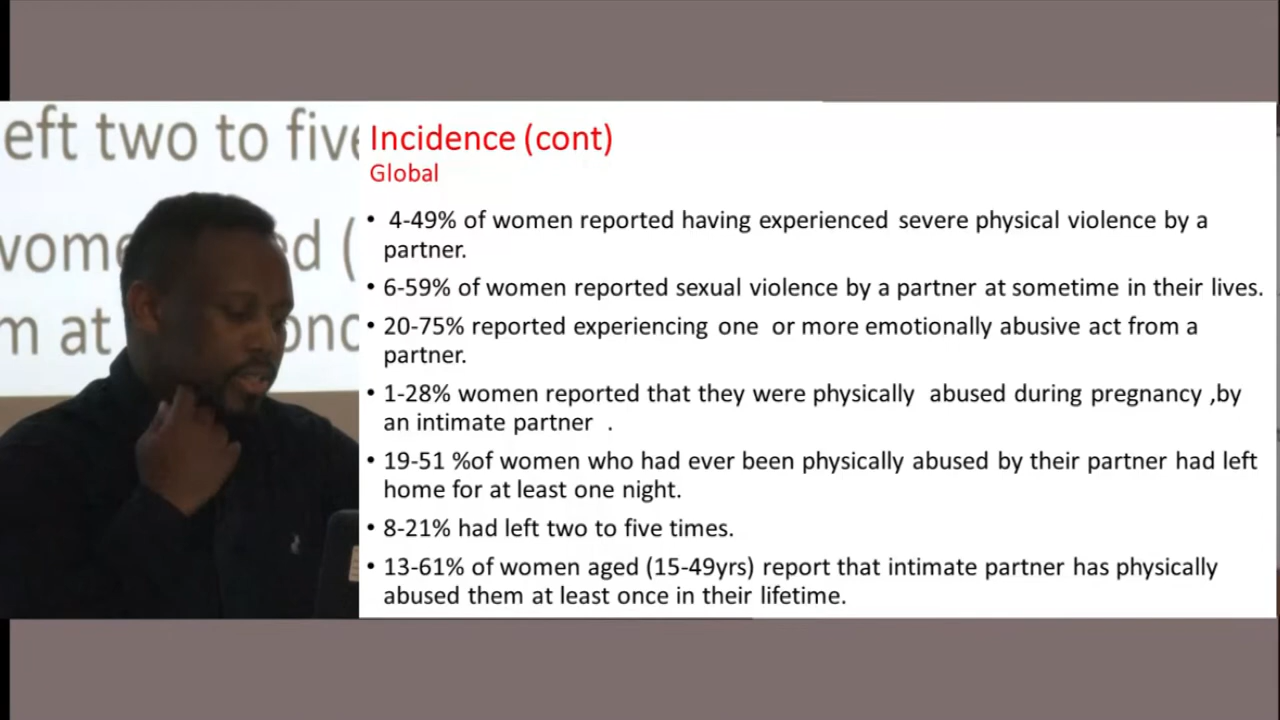 eft two to five
wome ed (
m at onc
Incidence (cont)
Global
• 4-49% of women reported having experienced severe physical violence by a
partner.
• 6-59% of women reported sexual violence by a partner at sometime in their lives.
• 20-75% reported experiencing one or more emotionally abusive act from a
partner.
• 1-28% women reported that they were physically abused during pregnancy ,by
an intimate partner .
• 19-51 %of women who had ever been physically abused by their partner had left
home for at least one night.
• 8-21% had left two to five times.
• 13-61% of women aged (15-49yrs) report that intimate partner has physically
abused them at least once in their lifetime.